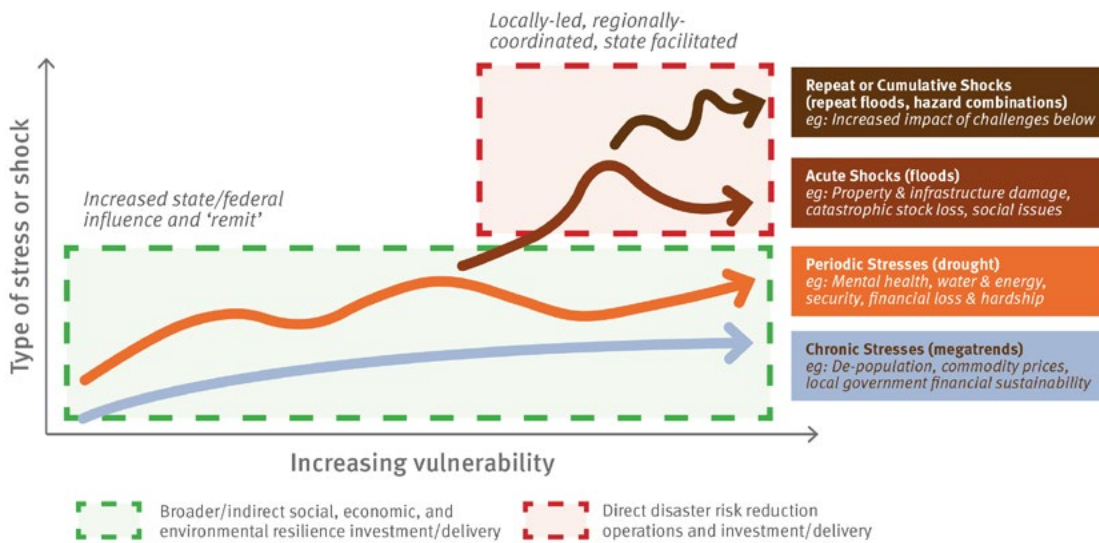 Locally-led, regionally-
coordinated, state facilitated
Type of stress or shock
Increased state/federal
influence and ‘remit’
Repeat or Cumulative Shocks
(repeat floods, hazard combinations)
eg: Increased impact of challenges below
Acute Shocks (floods)
eg: Property & infrastructure damage,
catastrophic stock loss, social issues
Periodic Stresses (drought)
eg: Mental health, water & energy,
security, financial loss & hardship
Chronic Stresses (megatrends)
eg: De-population, commodity prices,
local government financial sustainability
Increasing vulnerability
Broader/indirect social, economic, and
environmental resilience investment/delivery
Direct disaster risk reduction
operations and investment/delivery